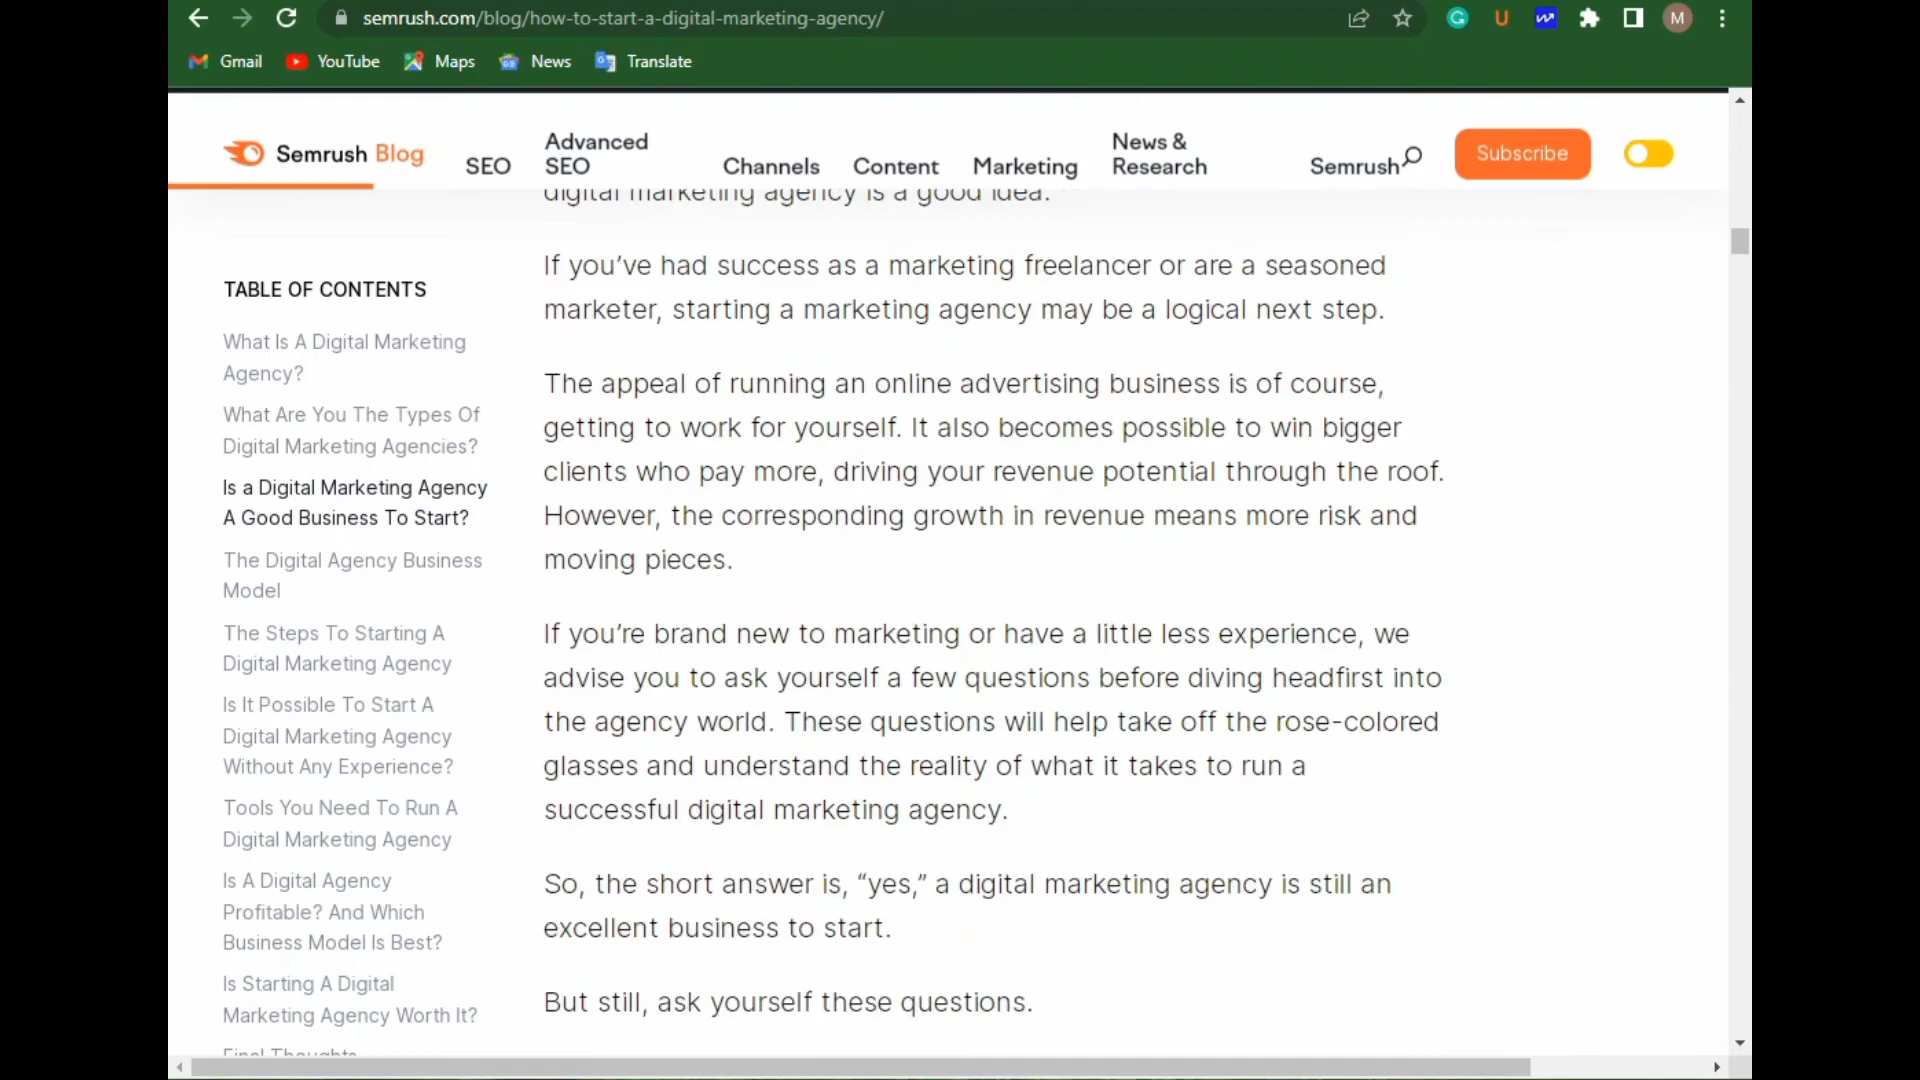 semrush.com/blog/how-to-start-a-digital-marketing-agency/
G U M
Gmail YouTube Maps News Translate
Semrush Blog
SEO
Advanced
SEO
Channels
Content
Marketing
News &
Research
Semrush
Subscribe
digital marketing agency is a good idea.
TABLE OF CONTENTS
What Is A Digital Marketing
Agency?
What Are You The Types Of
Digital Marketing Agencies?
Is a Digital Marketing Agency
A Good Business To Start?
The Digital Agency Business
Model
The Steps To Starting A
Digital Marketing Agency
Is It Possible To Start A
Digital Marketing Agency
Without Any Experience?
Tools You Need To Run A
Digital Marketing Agency
Is A Digital Agency
Profitable? And Which
Business Model Is Best?
Is Starting A Digital
Marketing Agency Worth It?
Final Thoughts
If you’ve had success as a marketing freelancer or are a seasoned
marketer, starting a marketing agency may be a logical next step.
The appeal of running an online advertising business is of course,
getting to work for yourself. It also becomes possible to win bigger
clients who pay more, driving your revenue potential through the roof.
However, the corresponding growth in revenue means more risk and
moving pieces.
If you’re brand new to marketing or have a little less experience, we
advise you to ask yourself a few questions before diving headfirst into
the agency world. These questions will help take off the rose-colored
glasses and understand the reality of what it takes to run a
successful digital marketing agency.
So, the short answer is, “yes,” a digital marketing agency is still an
excellent business to start.
But still, ask yourself these questions.